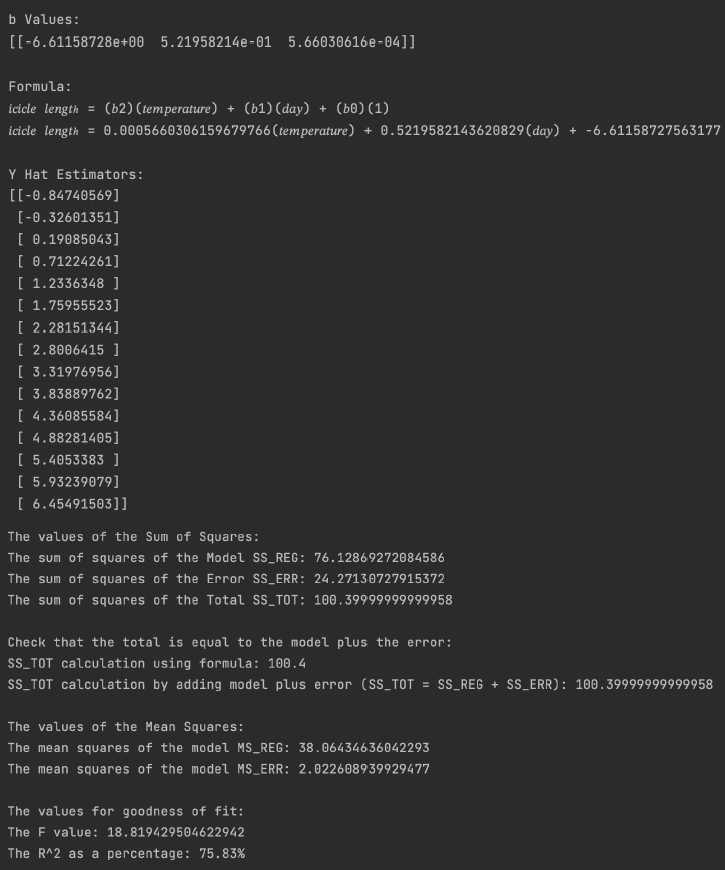 b Values:
[[-6.61158728e+00  5.21958214e-01  5.66030616e-04]]
Formula:
icicle length = (b2)(temperature) + (b1)(day) + (b0)(1)
icicle length = 0.0005660306159679766(temperature) + 0.5219582143620829(day) + -6.61158727563177
Y Hat Estimators:
[[-0.84740569]
[-0.32601351]
[ 0.19085043]
[ 0.71224261]
[ 1.2336348 ]
[ 1.75955523]
[ 2.28151344]
[ 2.8006415 ]
[ 3.31976956]
[ 3.83889762]
[ 4.36085584]
[ 4.88281405]
[ 5.4053383 ]
[ 5.93239079]
[ 6.45491503]]
The values of the Sum of Squares:
The sum of squares of the Model SS_REG: 76.12869272084586
The sum of squares of the Error SS_ERR: 24.27130727915372
The sum of squares of the Total SS_TOT: 100.39999999999958
Check that the total is equal to the model plus the error:
SS_TOT calculation using formula: 100.4
SS_TOT calculation by adding model plus error (SS_TOT = SS_REG + SS_ERR): 100.39999999999958
The values of the Mean Squares:
The mean squares of the model MS_REG: 38.06434636042293
The mean squares of the model MS_ERR: 2.022608939929477
The values for goodness of fit:
The F value: 18.819429504622942
The R^2 as a percentage: 75.83%